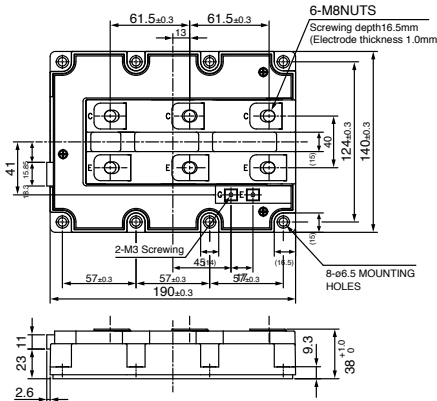 6-M8NUTS
61.5±0.3 61.5±0.3
Screwing depth16.5mm
(Electrode thickness 1.0mm
13
C C C
40
124±0.3
140±0.3
(15)
41
15.85
18.3
E E E
G E
2-M3 Screwing
(15)
45 (14) 17 (16.5)
57±0.3 57±0.3 57±0.3
8-ø6.5 MOUNTING
HOLES
190±0.3
11
23
2.6
9.3
38 +1.0 0